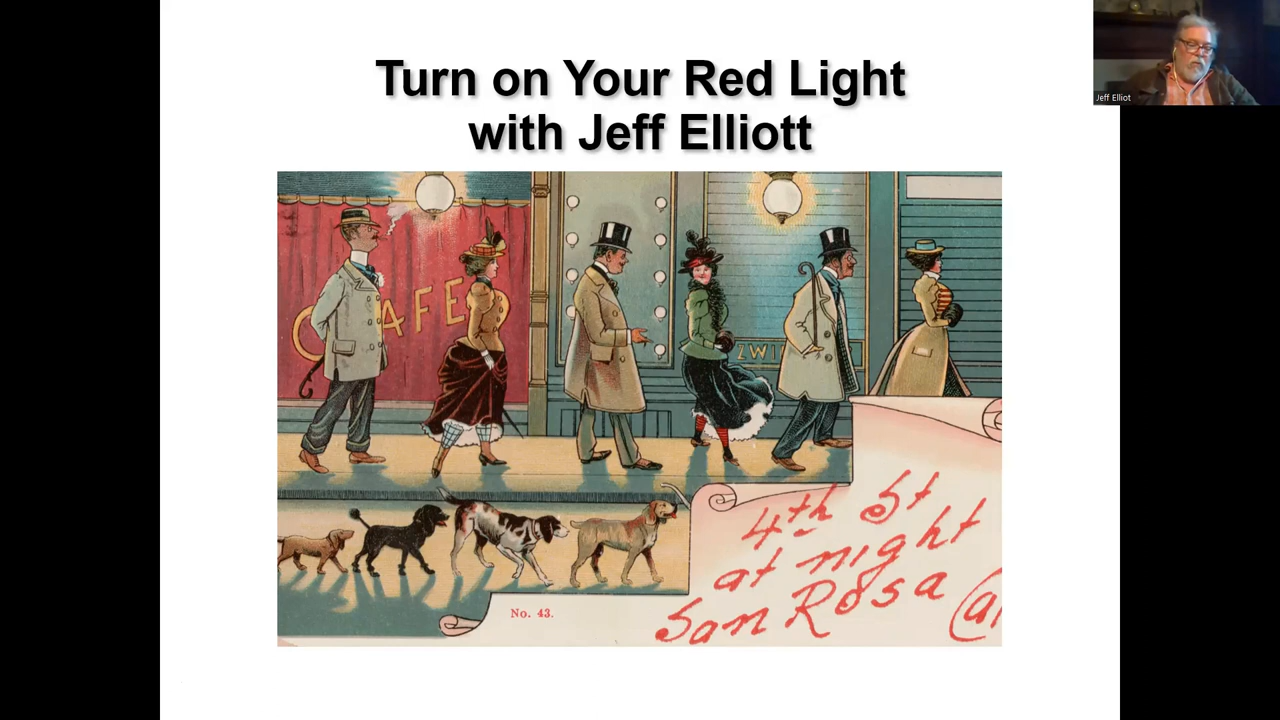 Turn on Your Red Light
with Jeff Elliott
Jeff Elliot
CAFE
ZWI
4th St
at night
San Rosa
No. 43.